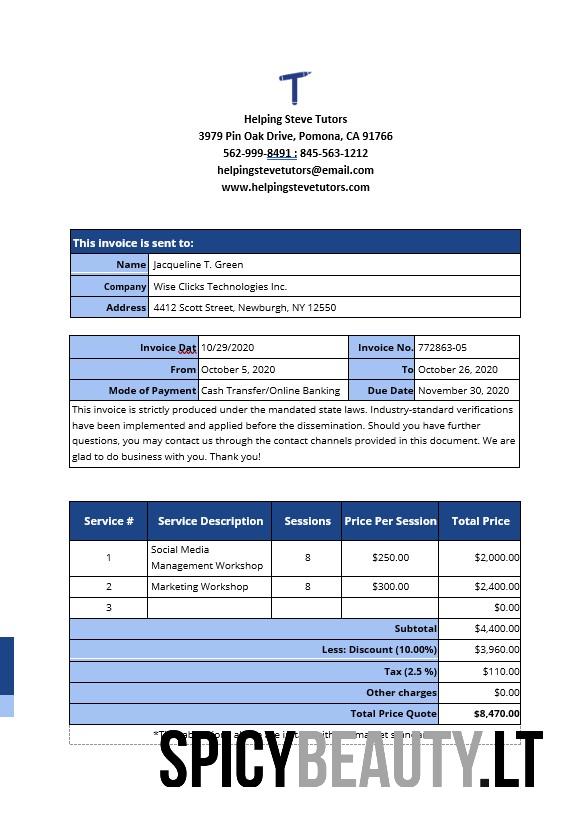 T
Helping Steve Tutors
3979 Pin Oak Drive, Pomona, CA 91766
562-999-8491 ; 845-563-1212
helpingstevetutors@email.com
www.helpingstevetutors.com
This invoice is sent to:
Name Jacqueline T. Green
Company Wise Clicks Technologies Inc.
Address 4412 Scott Street, Newburgh, NY 12550
Invoice Dat 10/29/2020 Invoice No. 772863-05
From October 5, 2020 To October 26, 2020
Mode of Payment Cash Transfer/Online Banking Due Date November 30, 2020
This invoice is strictly produced under the mandated state laws. Industry-standard verifications
have been implemented and applied before the dissemination. Should you have further
questions, you may contact us through the contact channels provided in this document. We are
glad to do business with you. Thank you!
Service # Service Description Sessions Price Per Session Total Price
1 Social Media
Management Workshop 8 $250.00 $2,000.00
2 Marketing Workshop 8 $300.00 $2,400.00
3 $0.00
Subtotal $4,400.00
Less: Discount (10.00%) $3,960.00
Tax (2.5 %) $110.00
Other charges $0.00
Total Price Quote $8,470.00
SPICYBEAUTY.LT